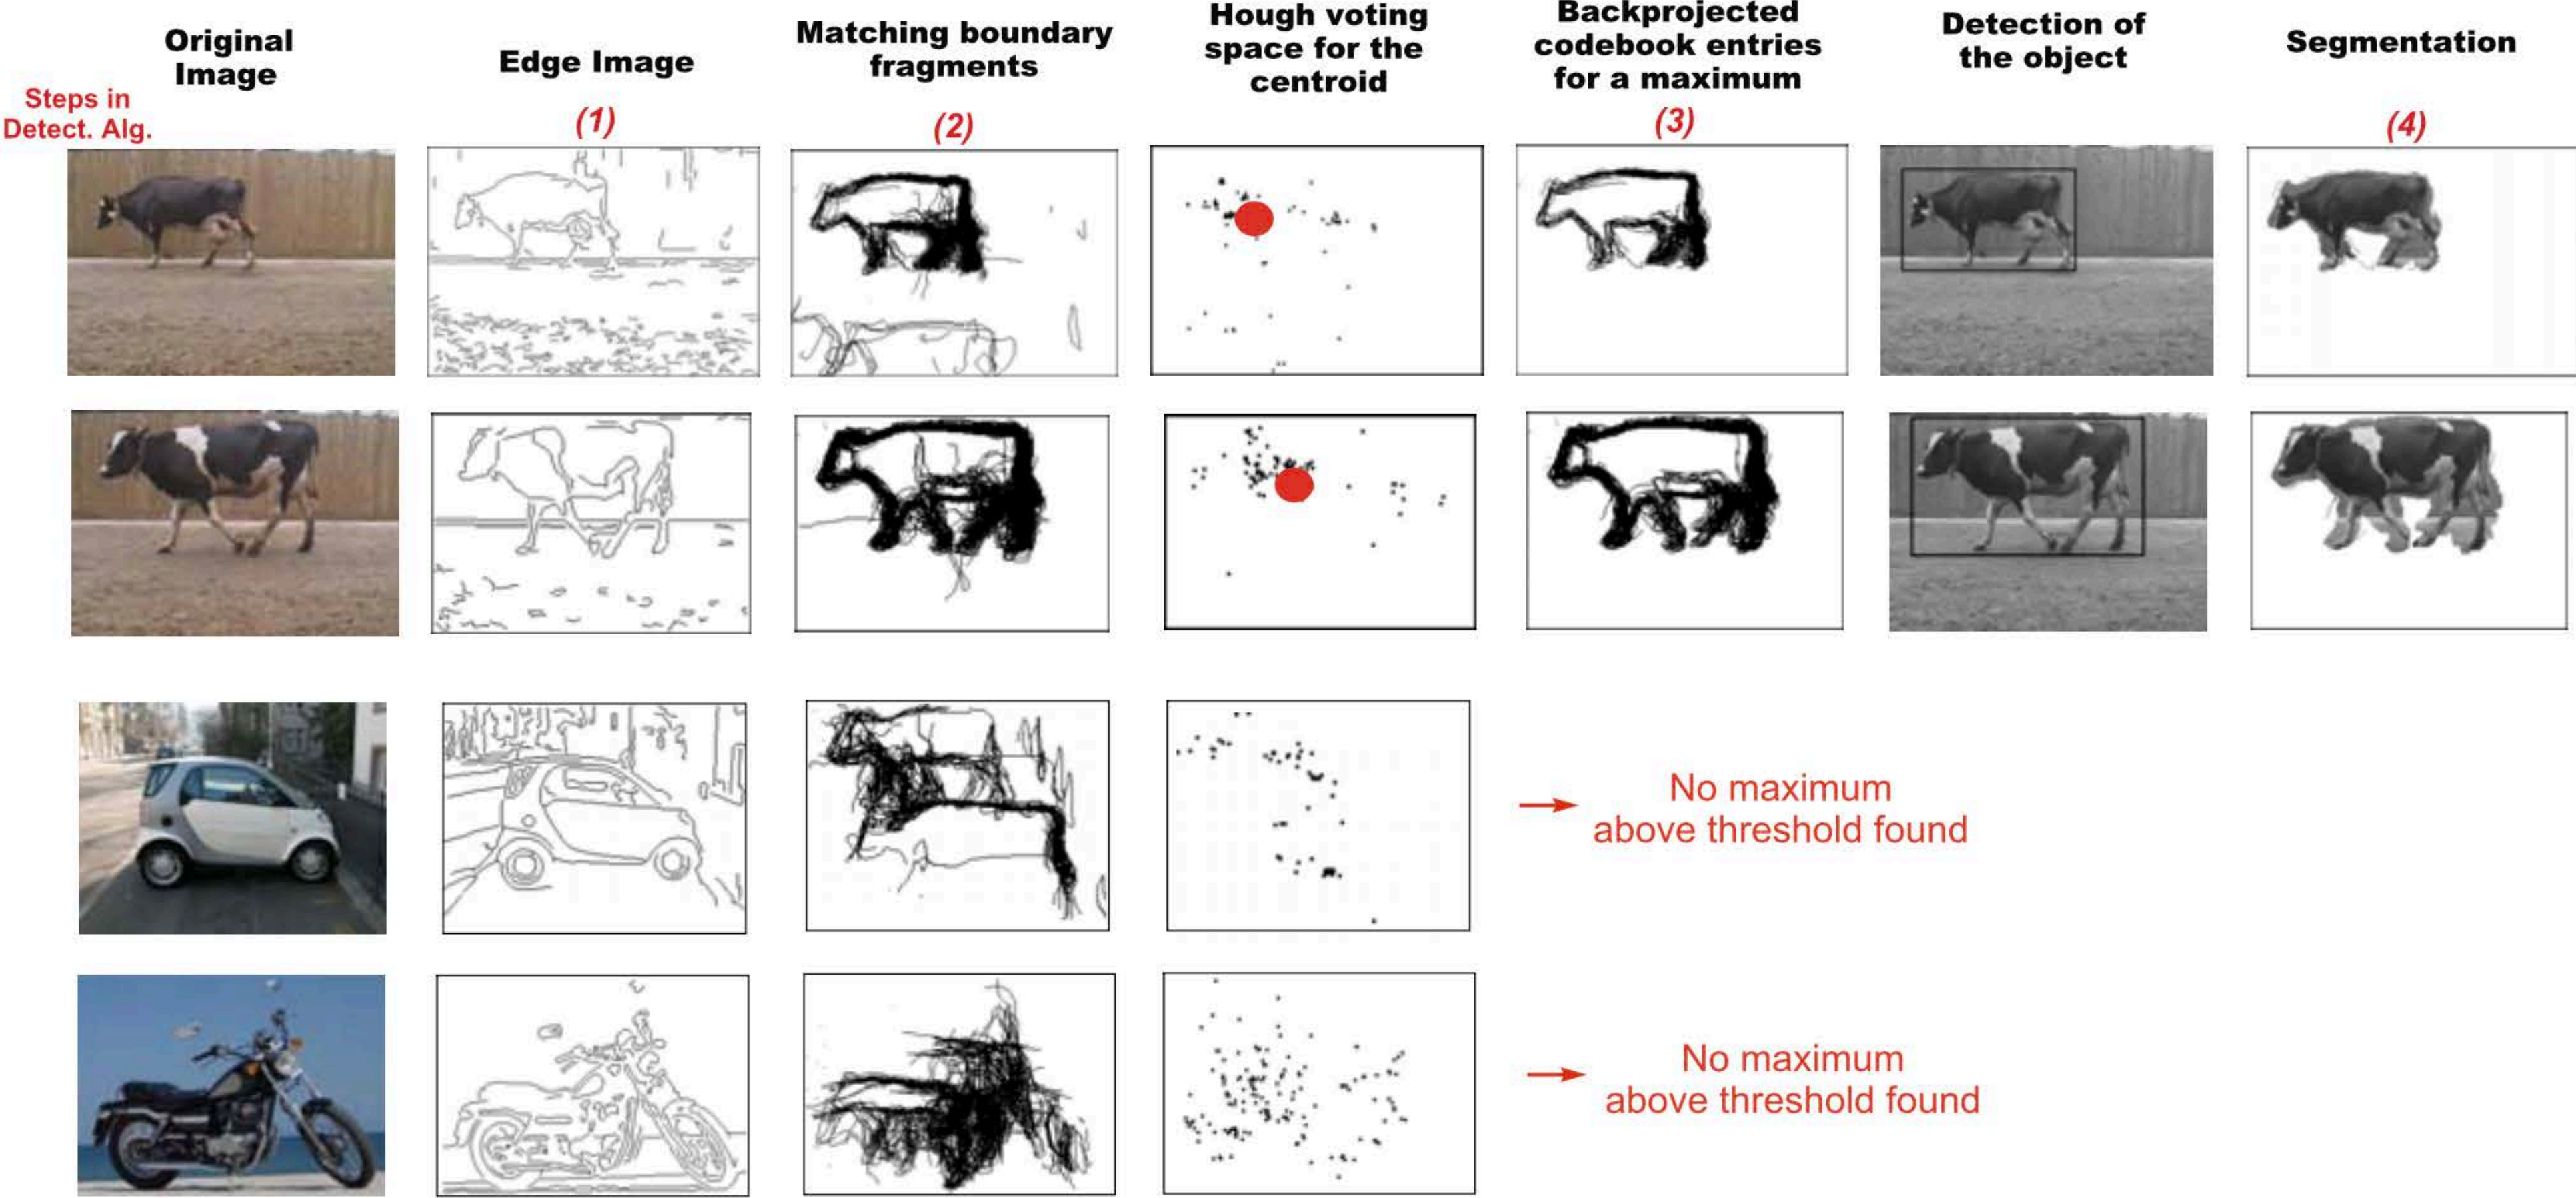 Original
Image
Edge Image
Matching boundary
fragments
Hough voting
space for the
centroid
Backprojected
codebook entries
for a maximum
Detection of
the object
Segmentation
Steps in
Detect. Alg.
(1)
(2)
(3)
(4)
No maximum
above threshold found
No maximum
above threshold found